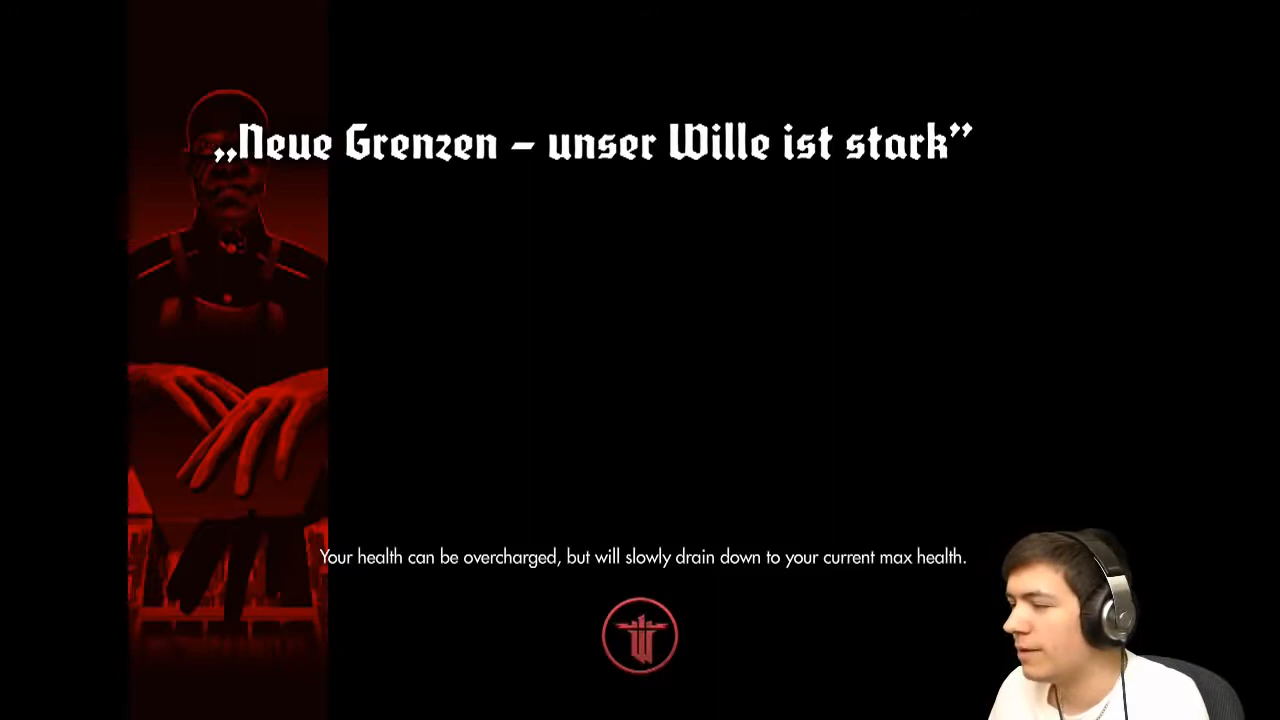 „Neue Grenzen – unser Wille ist stark”
Your health can be overcharged, but will slowly drain down to your current max health.